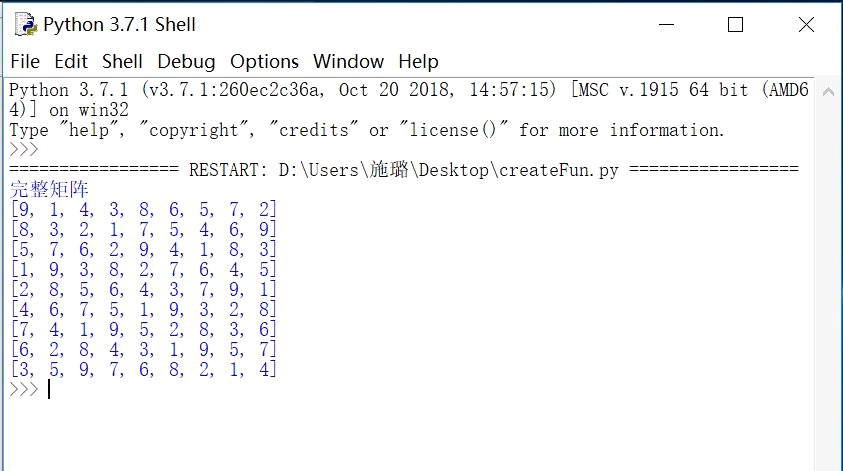 Python 3.7.1 Shell
File Edit Shell Debug Options Window Help
Python 3.7.1 (v3.7.1:260ec2c36a, Oct 20 2018, 14:57:15) [MSC v.1915 64 bit (AMD6
4)] on win32
Type "help", "copyright", "credits" or "license()" for more information.
>>>
================= RESTART: D:\Users\施璐\Desktop\createFun.py =================
完整矩阵
[9, 1, 4, 3, 8, 6, 5, 7, 2]
[8, 3, 2, 1, 7, 5, 4, 6, 9]
[5, 7, 6, 2, 9, 4, 1, 8, 3]
[1, 9, 3, 8, 2, 7, 6, 4, 5]
[2, 8, 5, 6, 4, 3, 7, 9, 1]
[4, 6, 7, 5, 1, 9, 3, 2, 8]
[7, 4, 1, 9, 5, 2, 8, 3, 6]
[6, 2, 8, 4, 3, 1, 9, 5, 7]
[3, 5, 9, 7, 6, 8, 2, 1, 4]
>>>